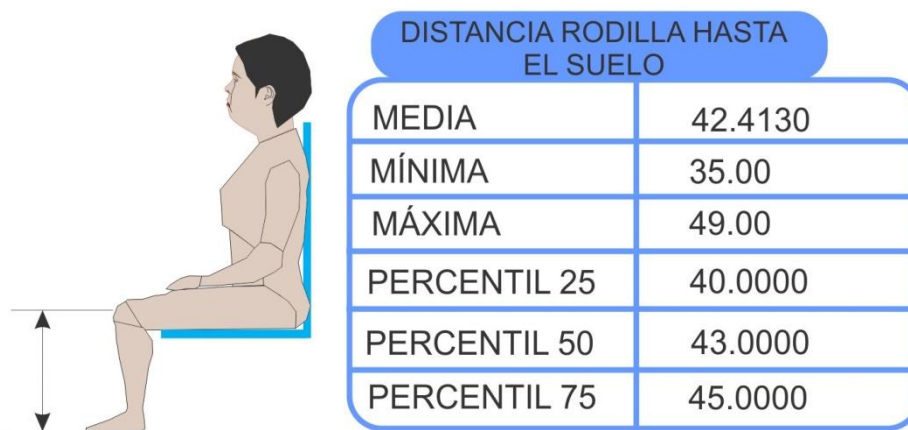 DISTANCIA RODILLA HASTA
EL SUELO
MEDIA 42.4130
MÍNIMA 35.00
MÁXIMA 49.00
PERCENTIL 25 40.0000
PERCENTIL 50 43.0000
PERCENTIL 75 45.0000